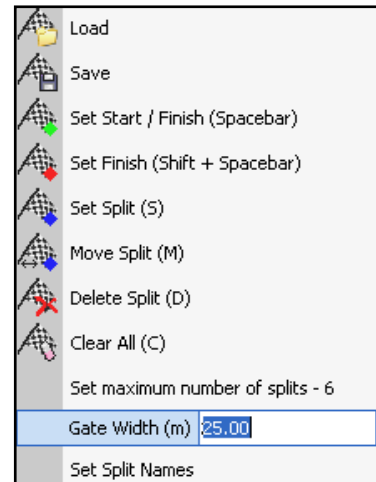 Load
Save
Set Start / Finish (Spacebar)
Set Finish (Shift + Spacebar)
Set Split (S)
Move Split (M)
Delete Split (D)
Clear All (C)
Set maximum number of splits - 6
Gate Width (m) 25.00
Set Split Names